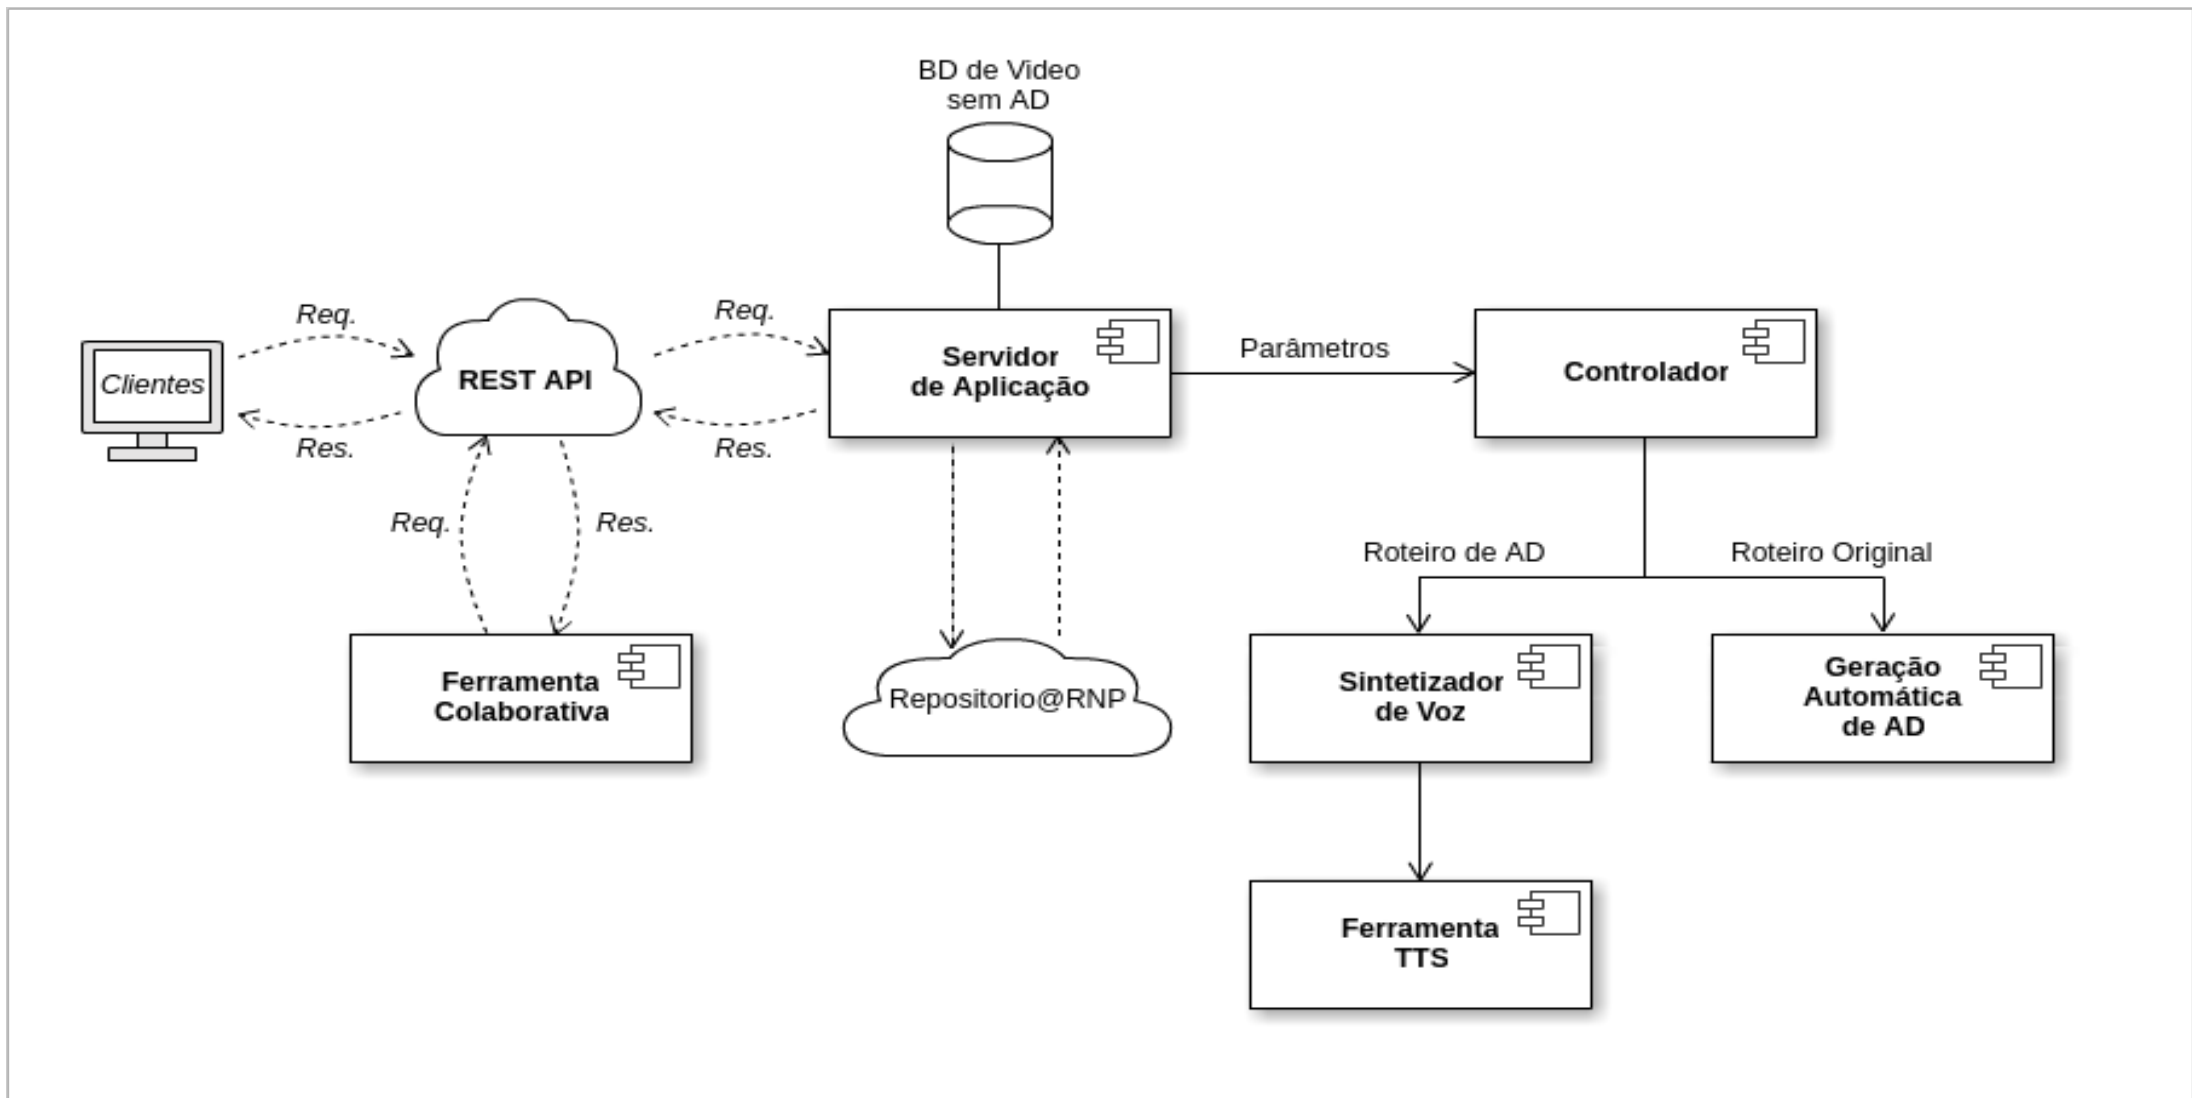 BD de Video
sem AD
Req.
Req.
Clientes
REST API
Servidor
de Aplicação
Parâmetros
Controlador
Res.
Res.
Req.
Res.
Roteiro de AD
Roteiro Original
Ferramenta
Colaborativa
Repositorio@RNP
Sintetizador
de Voz
Geração
Automática
de AD
Ferramenta
TTS